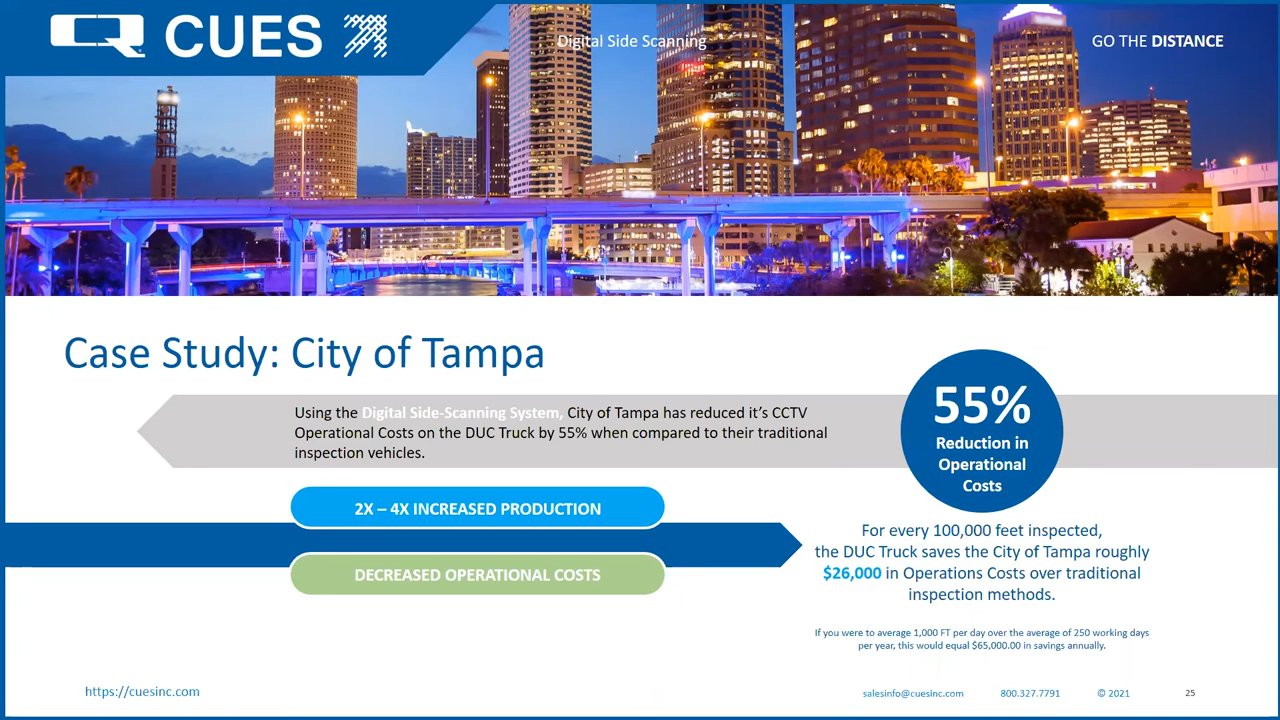 CUES
Digital Side Scanning
GO THE DISTANCE
Case Study: City of Tampa
Using the Digital Side-Scanning System, City of Tampa has reduced it’s CCTV
Operational Costs on the DUC Truck by 55% when compared to their traditional
inspection vehicles.
55%
Reduction in
Operational
Costs
2X – 4X INCREASED PRODUCTION
DECREASED OPERATIONAL COSTS
For every 100,000 feet inspected,
the DUC Truck saves the City of Tampa roughly
$26,000 in Operations Costs over traditional
inspection methods.
If you were to average 1,000 FT per day over the average of 250 working days
per year, this would equal $65,000.00 in savings annually.
https://cuesinc.com
salesinfo@cuesinc.com
800.327.7791
© 2021
25